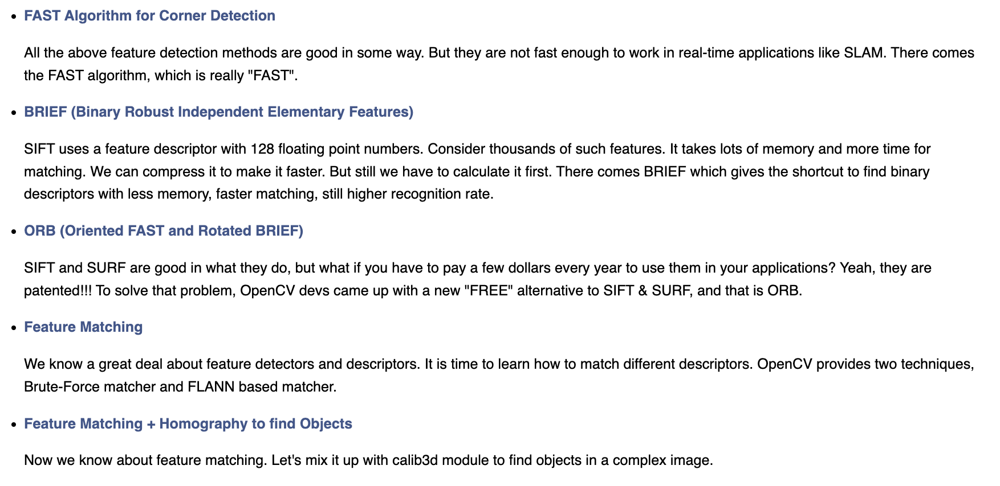 • FAST Algorithm for Corner Detection
All the above feature detection methods are good in some way. But they are not fast enough to work in real-time applications like SLAM. There comes
the FAST algorithm, which is really "FAST".
• BRIEF (Binary Robust Independent Elementary Features)
SIFT uses a feature descriptor with 128 floating point numbers. Consider thousands of such features. It takes lots of memory and more time for
matching. We can compress it to make it faster. But still we have to calculate it first. There comes BRIEF which gives the shortcut to find binary
descriptors with less memory, faster matching, still higher recognition rate.
• ORB (Oriented FAST and Rotated BRIEF)
SIFT and SURF are good in what they do, but what if you have to pay a few dollars every year to use them in your applications? Yeah, they are
patented!!! To solve that problem, OpenCV devs came up with a new "FREE" alternative to SIFT & SURF, and that is ORB.
• Feature Matching
We know a great deal about feature detectors and descriptors. It is time to learn how to match different descriptors. OpenCV provides two techniques,
Brute-Force matcher and FLANN based matcher.
• Feature Matching + Homography to find Objects
Now we know about feature matching. Let's mix it up with calib3d module to find objects in a complex image.